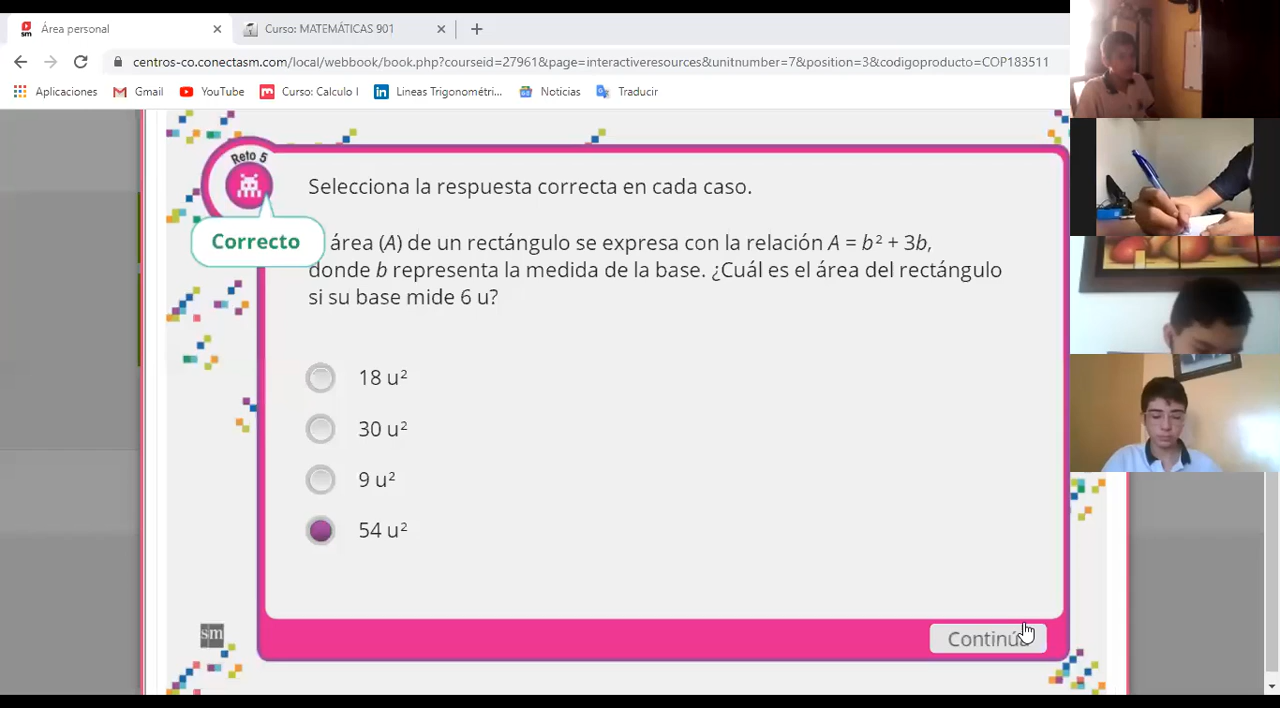 Área personal
Curso: MATEMÁTICAS 901
centros-co.conectasm.com/local/webbook/book.php?courseid=27961&page=interactiveresources&unitnumber=7&position=3&codigoproducto=COP183511
Aplicaciones Gmail YouTube Curso: Calculo I Lineas Trigonométri... Noticias Traducir
Reto 5
Correcto
Selecciona la respuesta correcta en cada caso.
área (A) de un rectángulo se expresa con la relación A = b² + 3b,
donde b representa la medida de la base. ¿Cuál es el área del rectángulo
si su base mide 6 u?
18 u²
30 u²
9 u²
54 u²
sm
Continúa